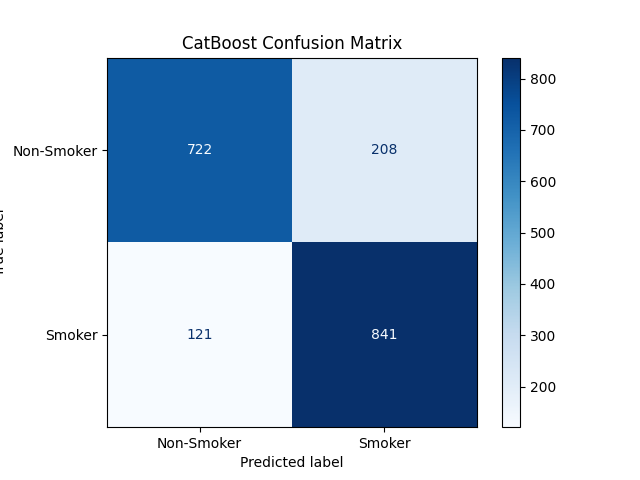 CatBoost Confusion Matrix
Non-Smoker
722
208
Smoker
121
841
Non-Smoker
Smoker
Predicted label
800
700
600
500
400
300
200